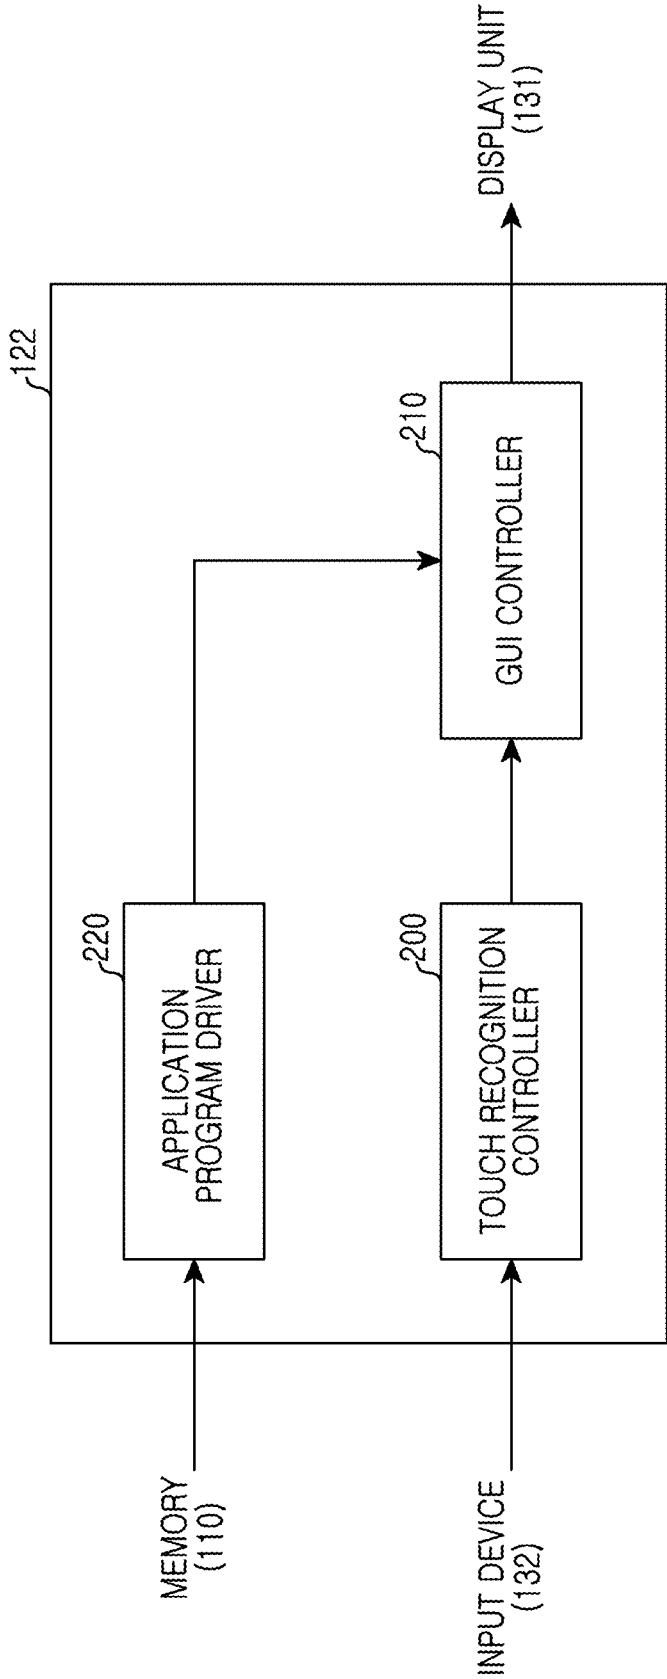 122
220
APPLICATION
PROGRAM DRIVER
MEMORY
(110)
210
GUI CONTROLLER
200
TOUCH RECOGNITION
CONTROLLER
INPUT DEVICE
(132)
DISPLAY UNIT
(131)